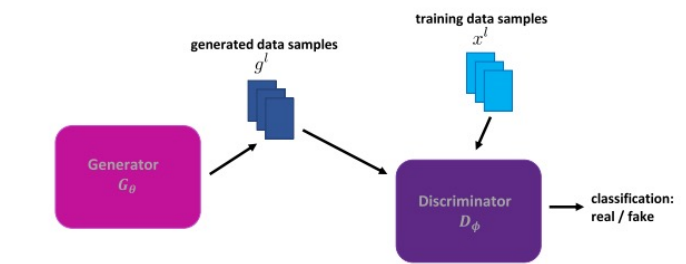 generated data samples
g^l
training data samples
x^l
Generator
G_θ
Discriminator
D_ϕ
classification:
real / fake